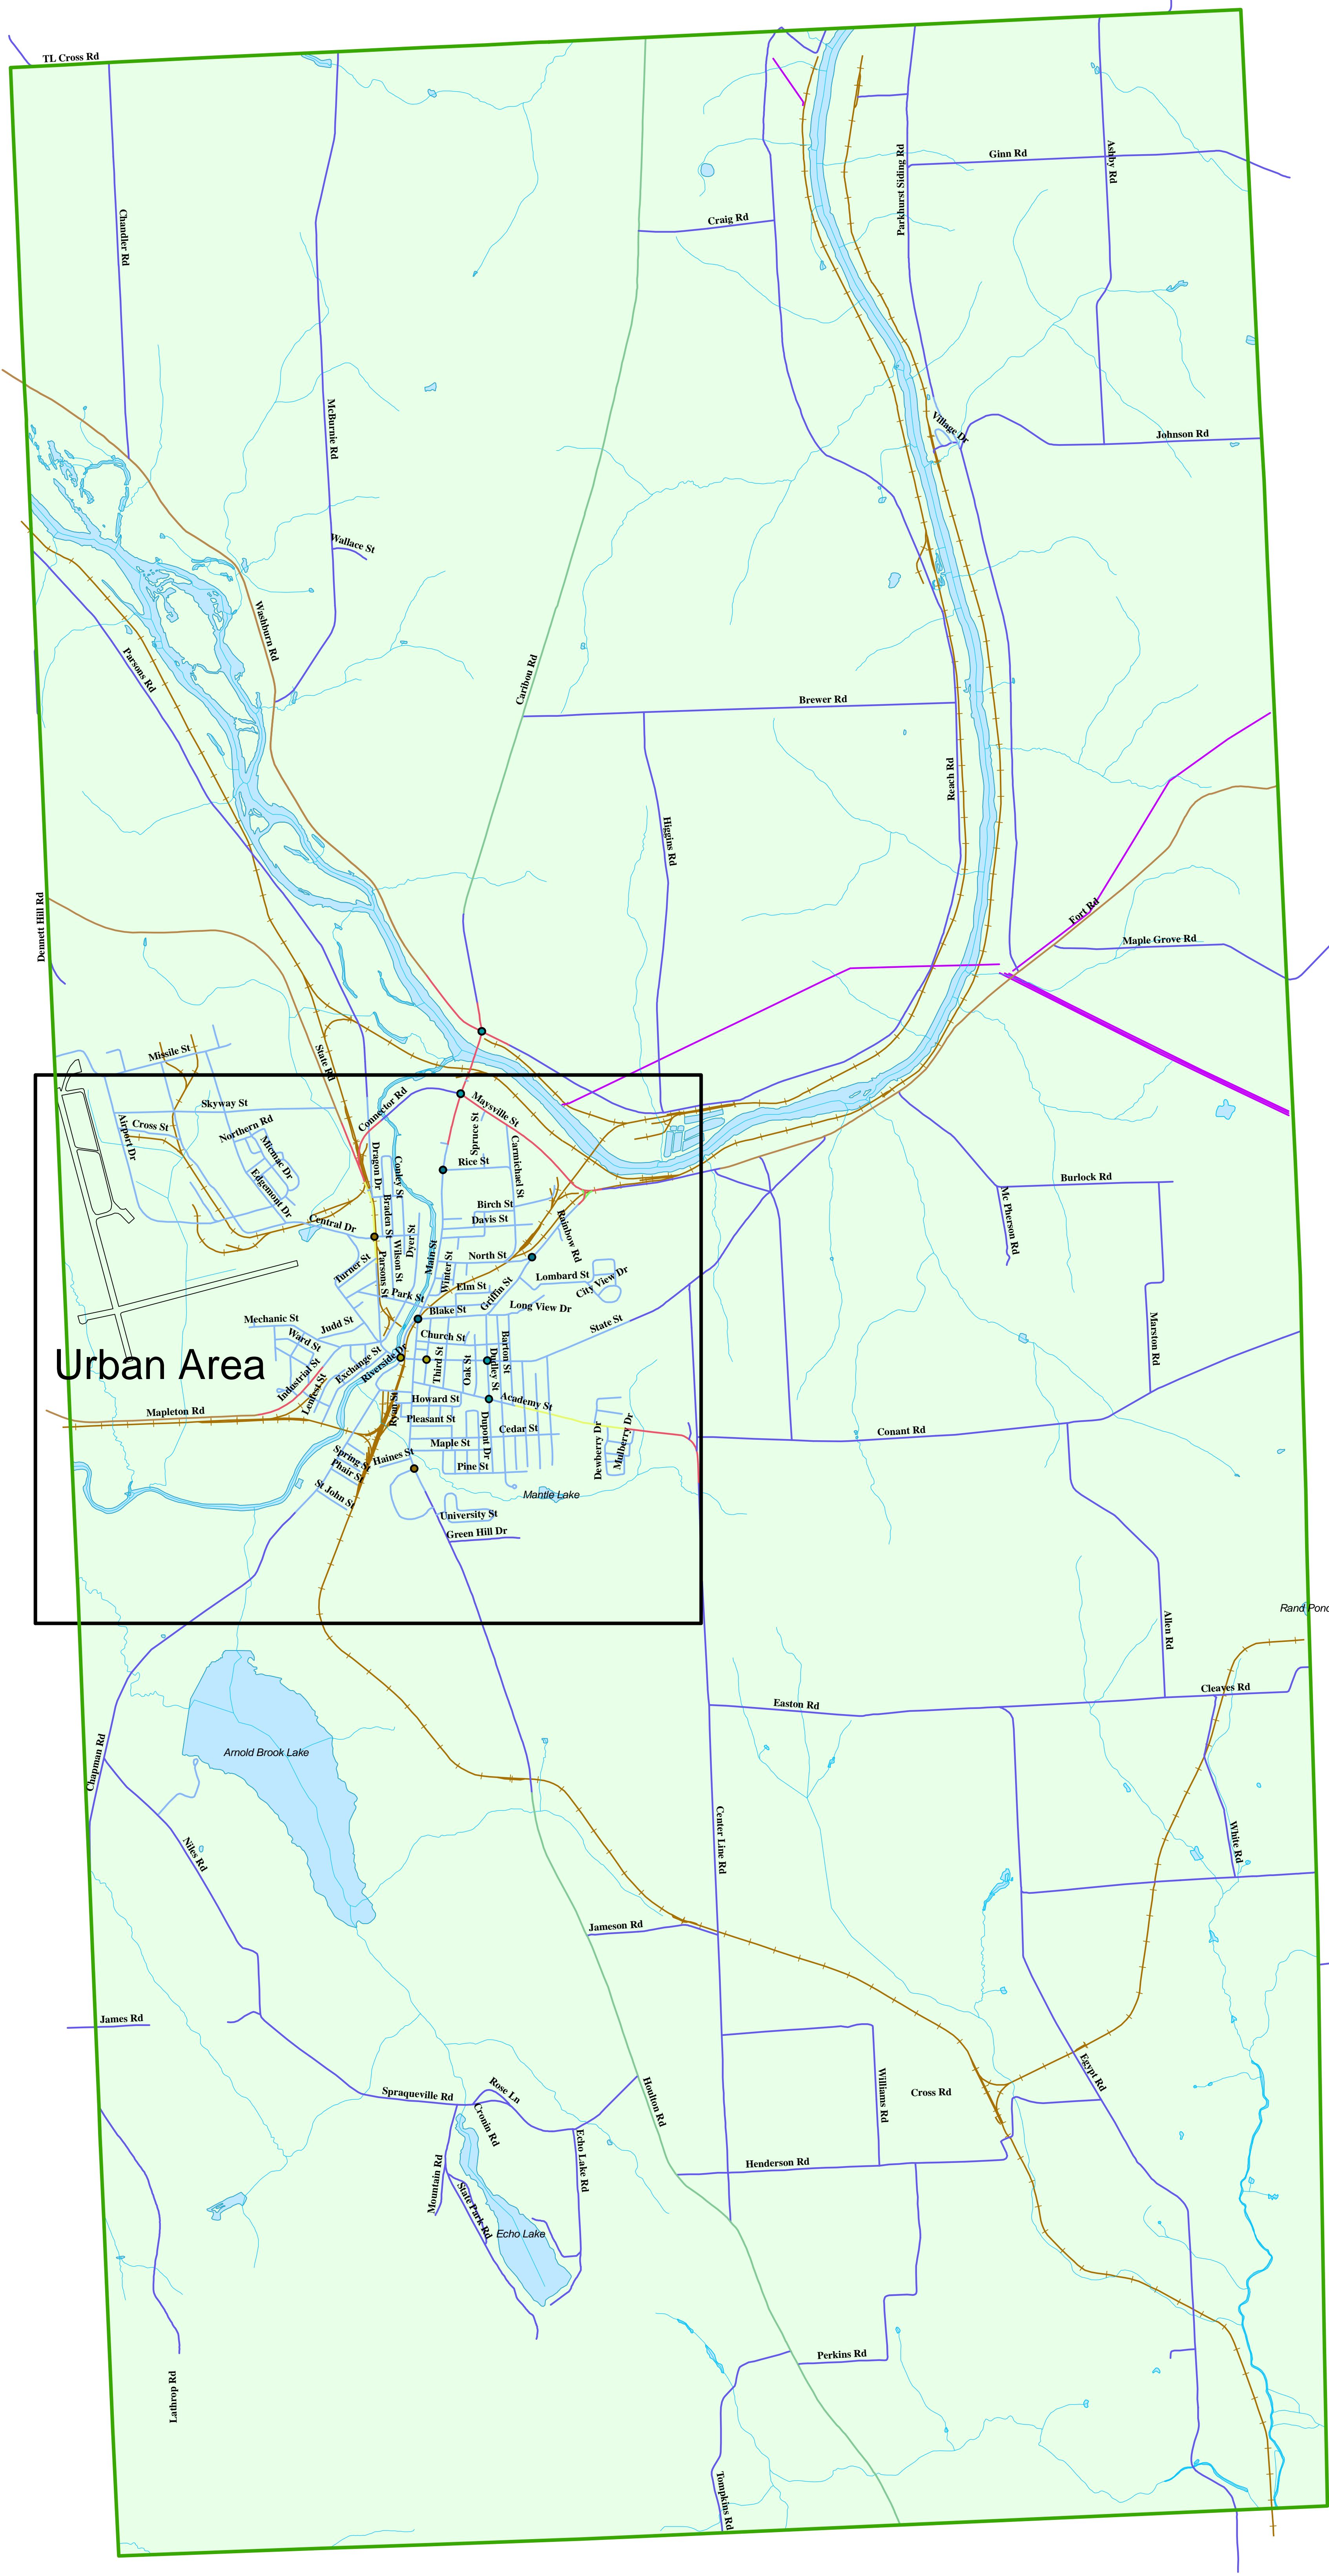 TL Cross Rd
Chandler Rd
McBurnie Rd
Craig Rd
Parkhurst Siding Rd
Ginn Rd
Ashby Rd
Village Dr
Johnson Rd
Wallace St
Washburn Rd
Parsons Rd
Caribou Rd
Brewer Rd
Reach Rd
Higgins Rd
Dennett Hill Rd
Fort Rd
Maple Grove Rd
State Rd
Missile St
Skyway St
Airport Dr
Cross St
Northern Rd
Micmac Dr
Edgemont Dr
Central Dr
Connector Rd
Maysville St
Spruce St
Carmichael St
Rice St
Dragon Dr
Conley St
Braden St
Wilson St
Dyer St
Main St
Birch St
Davis St
Rainbow Rd
North St
Winter St
Turner St
Parsons St
Park St
Elm St
Griffin St
Lombard St
City View Dr
Blake St
Long View Dr
State St
Mechanic St
Judd St
Ward St
Church St
Third St
Oak St
Dudley St
Barton St
Exchange St
Riverside Dr
Industrial St
Lenfest St
Urban Area
Mapleton Rd
Ryan St
Howard St
Academy St
Pleasant St
Dupont Dr
Cedar St
Maple St
Haines St
Pine St
Dewberry Dr
Mulberry Dr
Spring St
Phair St
St John St
Mantle Lake
University St
Green Hill Dr
Burlock Rd
Mc Pherson Rd
Marston Rd
Conant Rd
Allen Rd
Rand Pond
Cleaves Rd
Easton Rd
Chapman Rd
Arnold Brook Lake
Niles Rd
Center Line Rd
White Rd
Jameson Rd
James Rd
Spraqueville Rd
Rose Ln
Cronin Rd
Houlton Rd
Williams Rd
Cross Rd
Egypt Rd
Mountain Rd
State Park Rd
Echo Lake Rd
Echo Lake
Henderson Rd
Perkins Rd
Lathrop Rd
Tompkins Rd